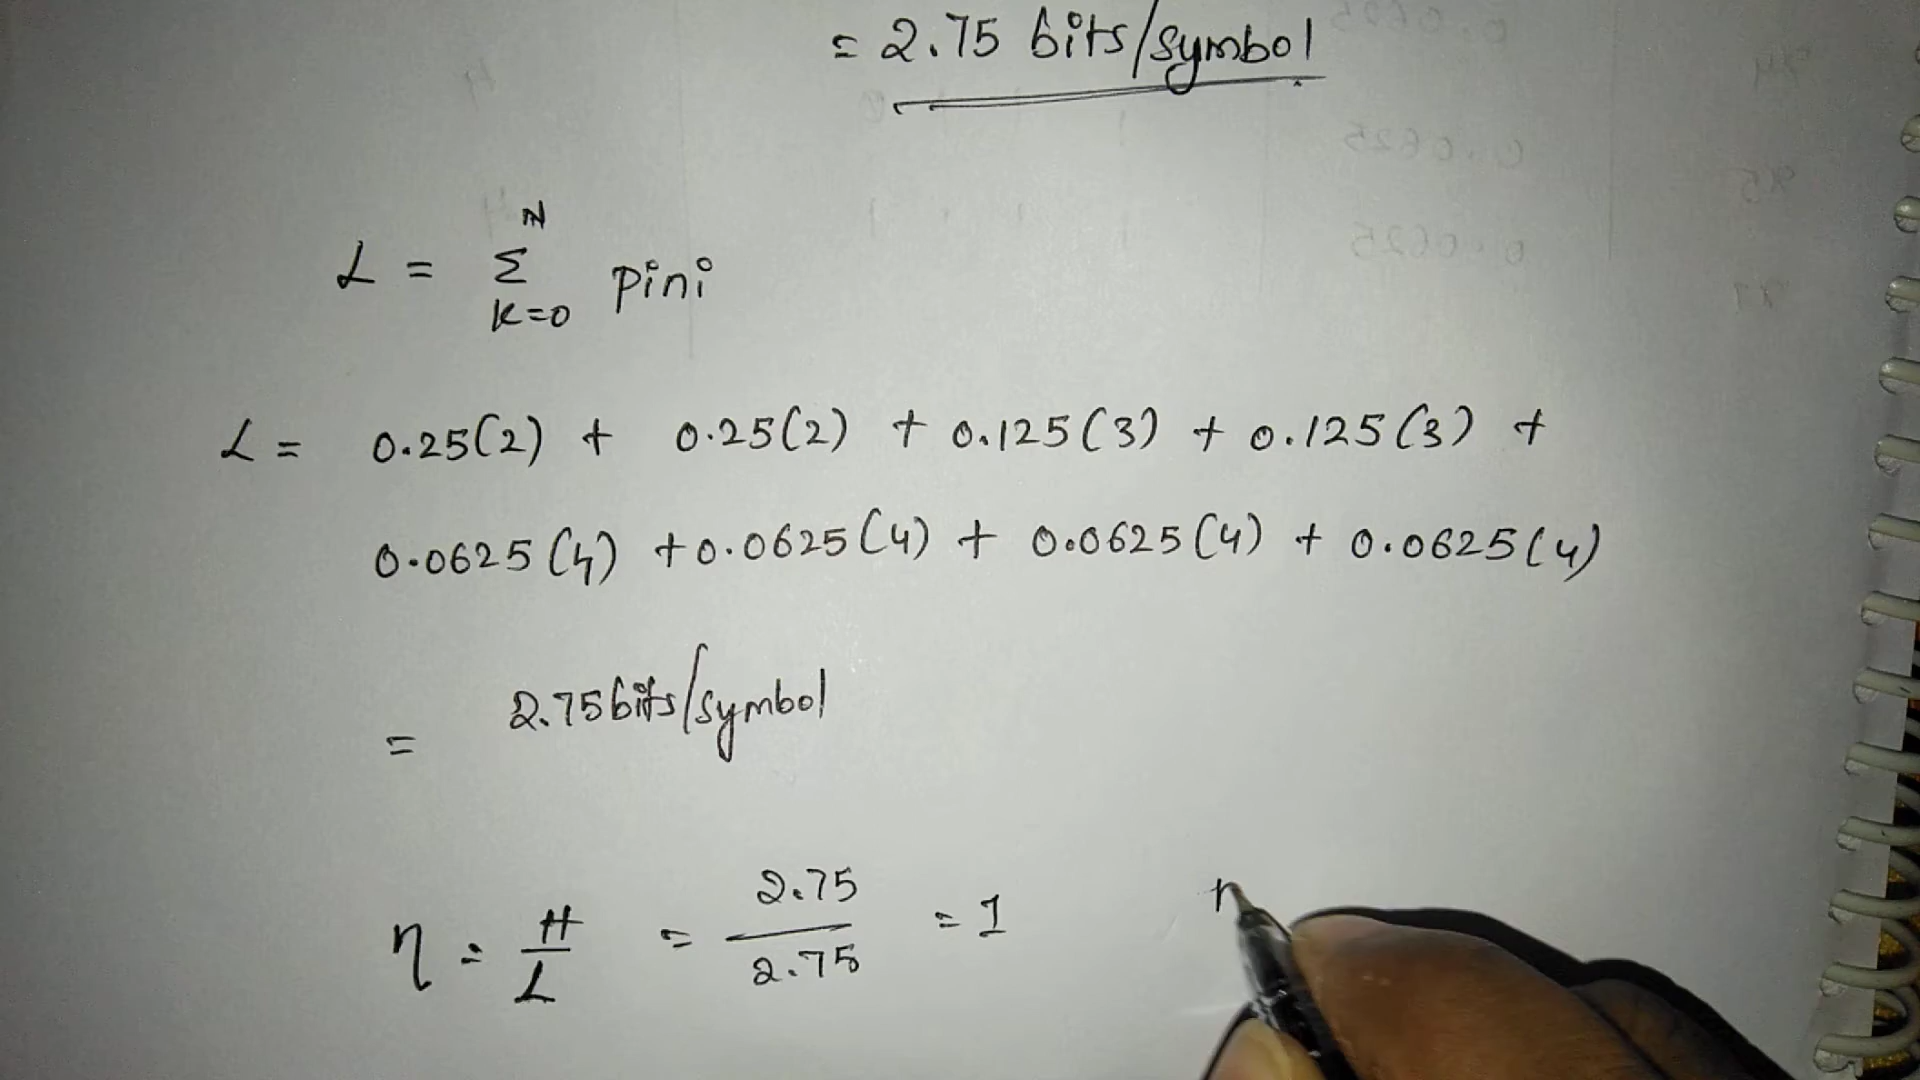 = 2.75 bits/symbol
N
L = Σ pini
K=0
L = 0.25(2) + 0.25(2) + 0.125(3) + 0.125(3) +
0.0625(4) + 0.0625(4) + 0.0625(4) + 0.0625(4)
= 2.75 bits/symbol
η = H/L = 2.75/2.75 = 1